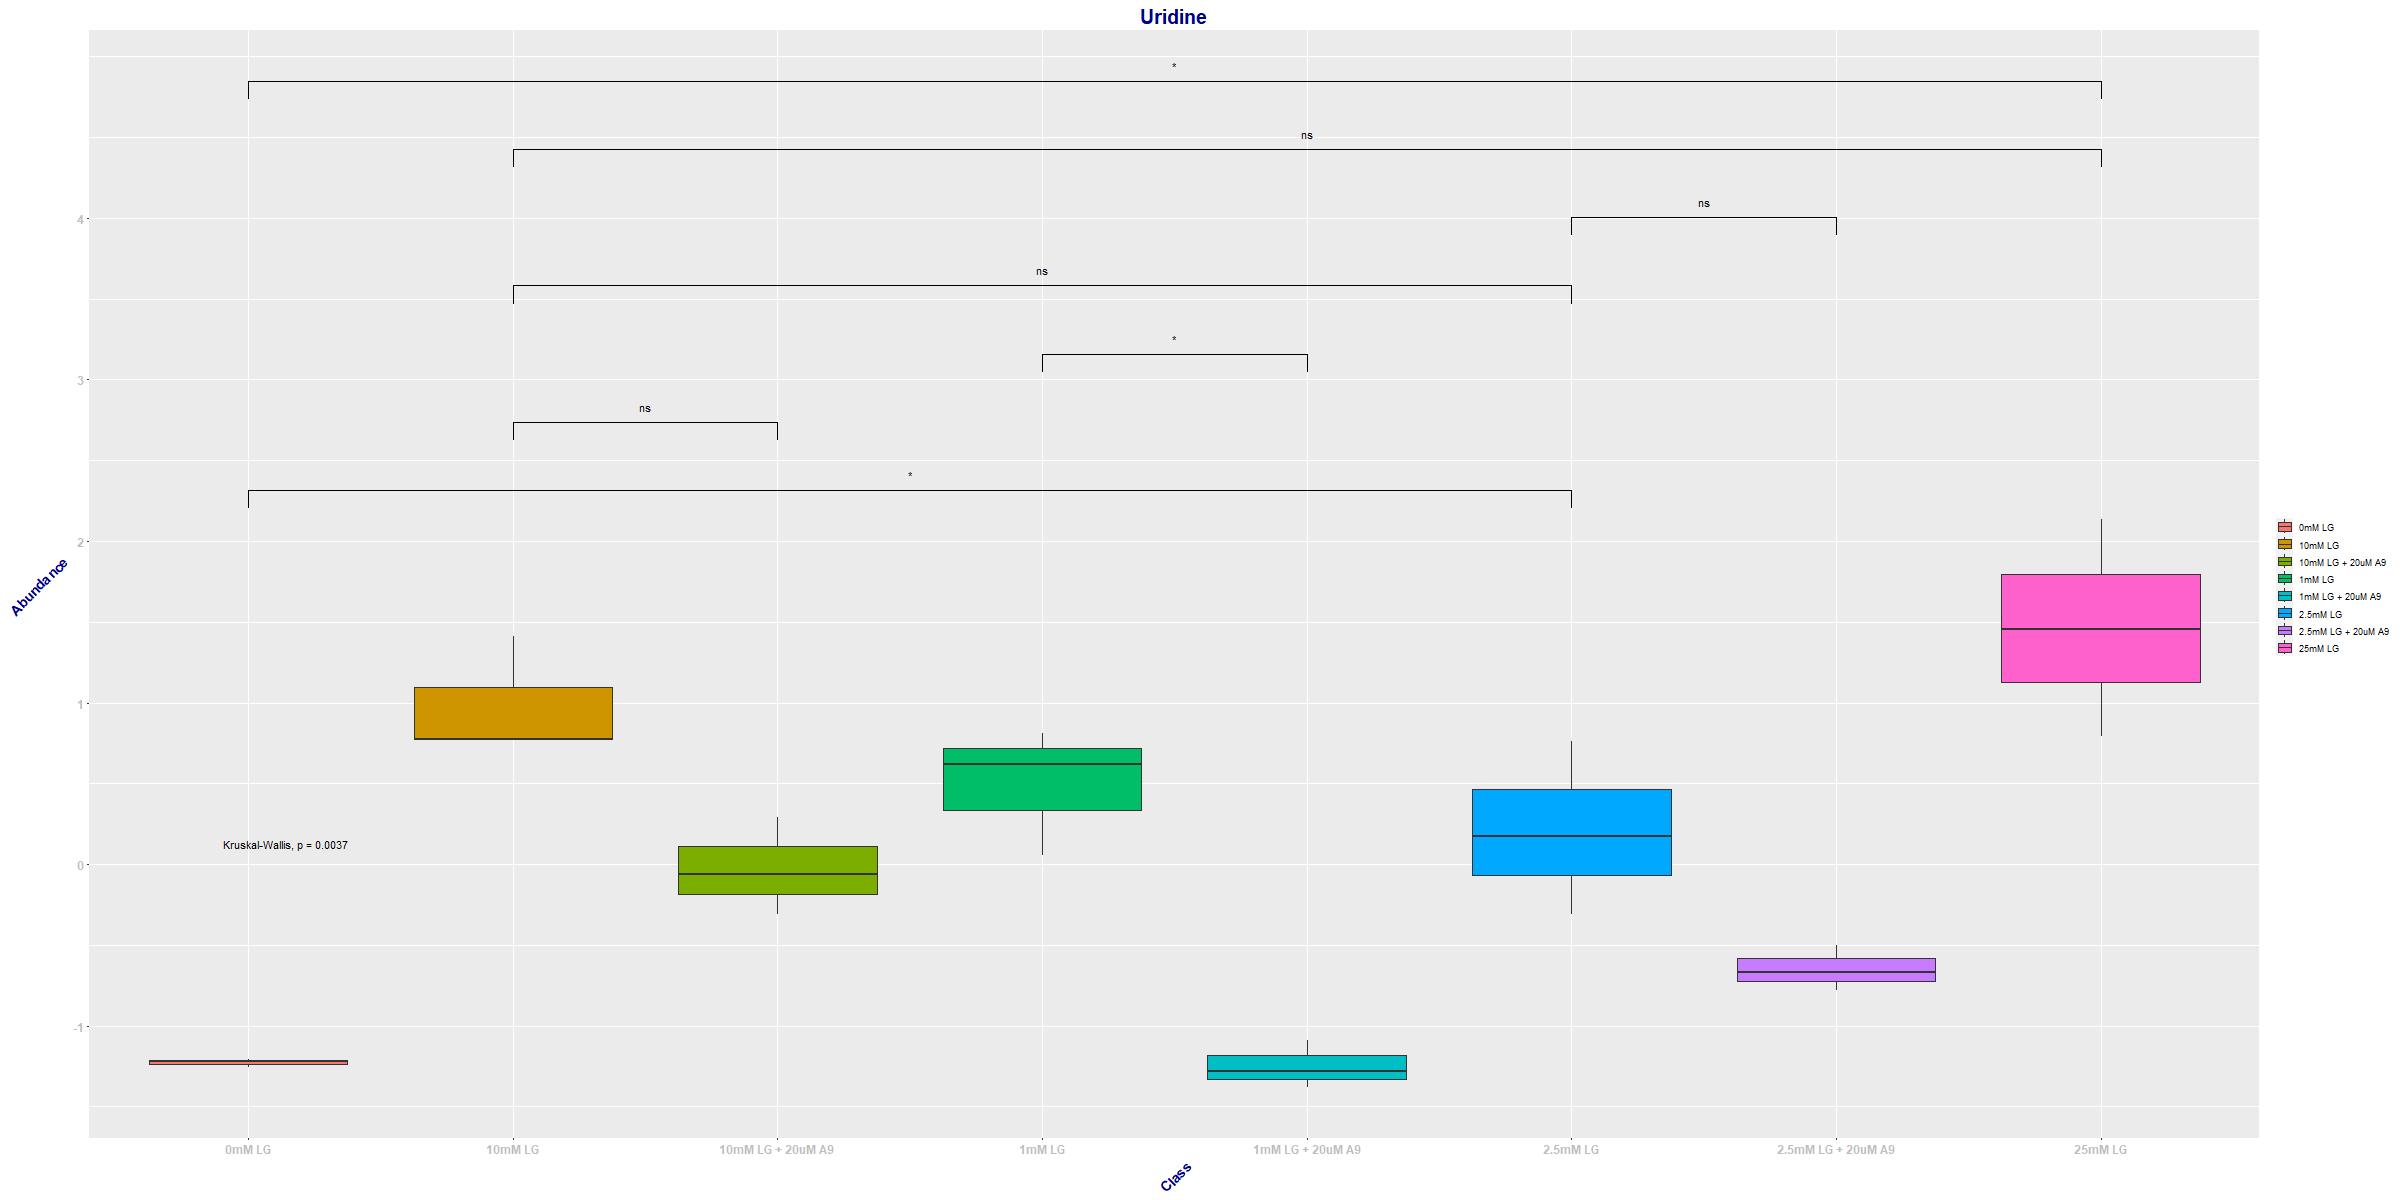 Uridine
*
ns
ns
ns
*
ns
*
4
3
2
1
0
-1
Abundance
Kruskal-Wallis, p = 0.0037
0mM LG
10mM LG
10mM LG + 20uM A9
1mM LG
1mM LG + 20uM A9
2.5mM LG
2.5mM LG + 20uM A9
25mM LG
Class
0mM LG
10mM LG
10mM LG + 20uM A9
1mM LG
1mM LG + 20uM A9
2.5mM LG
2.5mM LG + 20uM A9
25mM LG